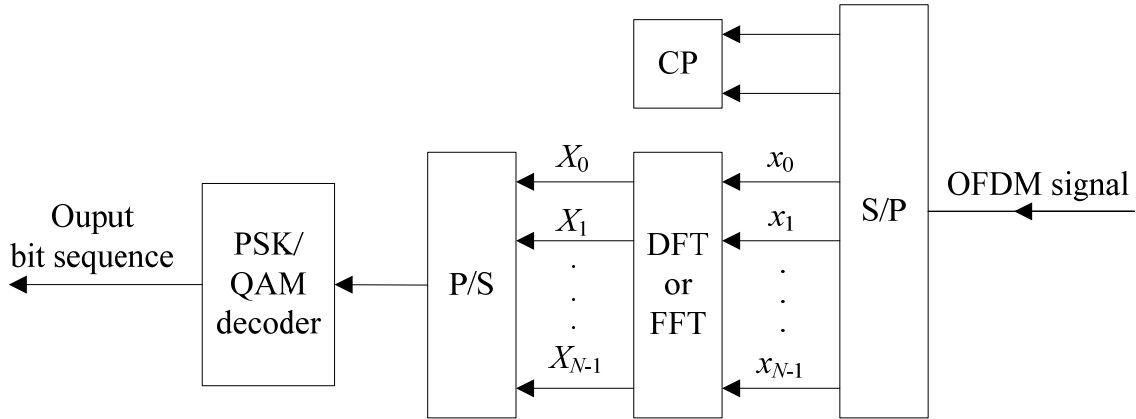 CP
X0
x0
OFDM signal
S/P
Ouput
bit sequence
PSK/
QAM
decoder
P/S
X1
DFT
or
FFT
x1
.
.
.
.
.
.
XN-1
xN-1